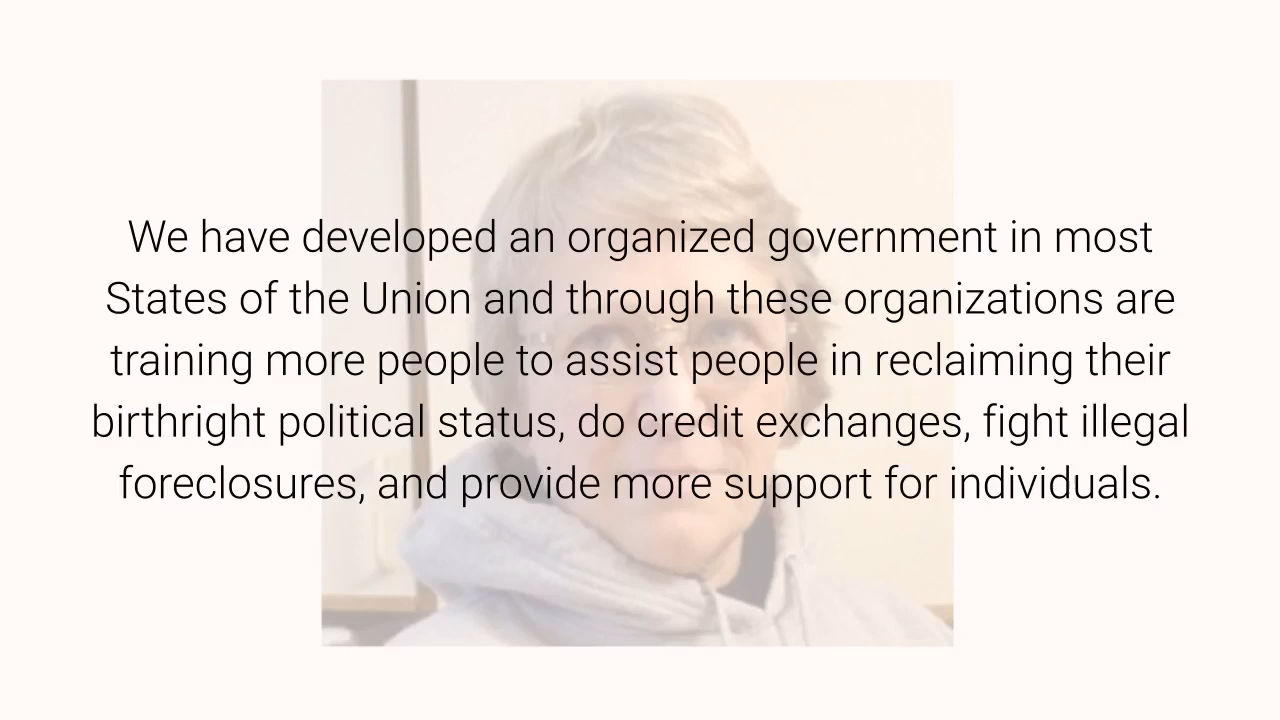 We have developed an organized government in most
States of the Union and through these organizations are
training more people to assist people in reclaiming their
birthright political status, do credit exchanges, fight illegal
foreclosures, and provide more support for individuals.